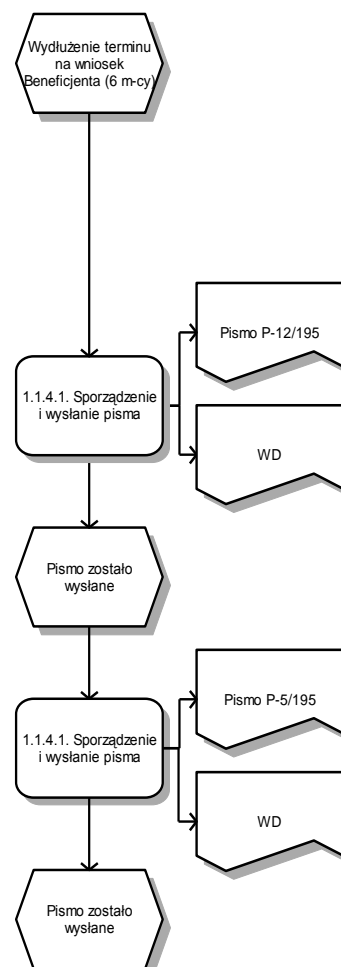 Wydłużenie terminu
na wniosek
Beneficjenta (6 m-cy)
Pismo P-12/195
1.1.4.1. Sporządzenie
i wysłanie pisma
WD
Pismo zostało
wysłane
Pismo P-5/195
1.1.4.1. Sporządzenie
i wysłanie pisma
WD
Pismo zostało
wysłane